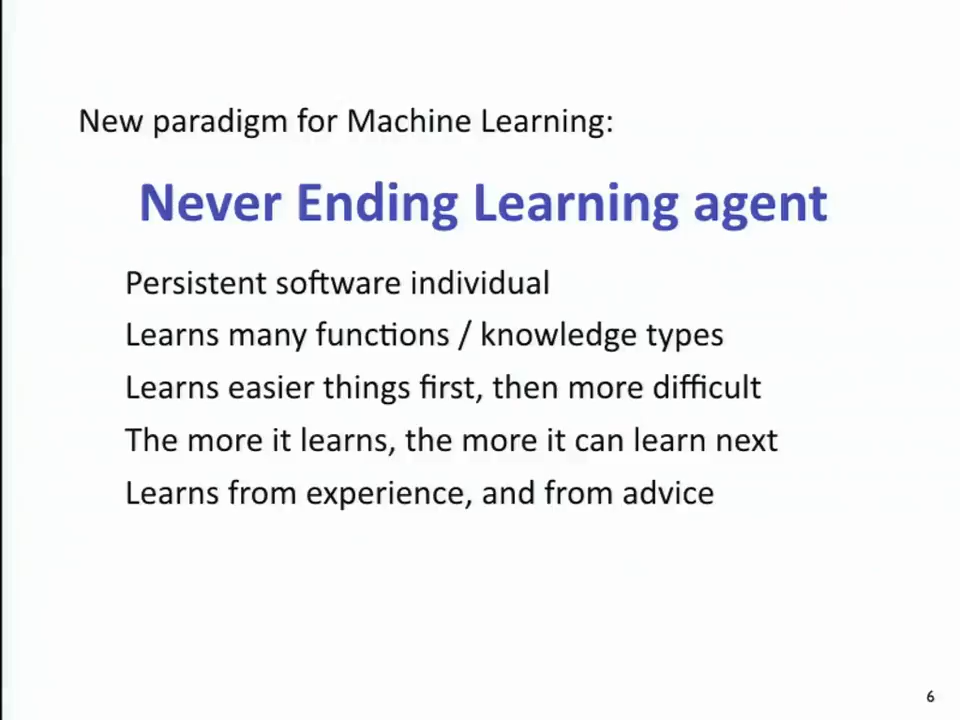 New paradigm for Machine Learning:
Never Ending Learning agent
Persistent software individual
Learns many functions / knowledge types
Learns easier things first, then more difficult
The more it learns, the more it can learn next
Learns from experience, and from advice
6